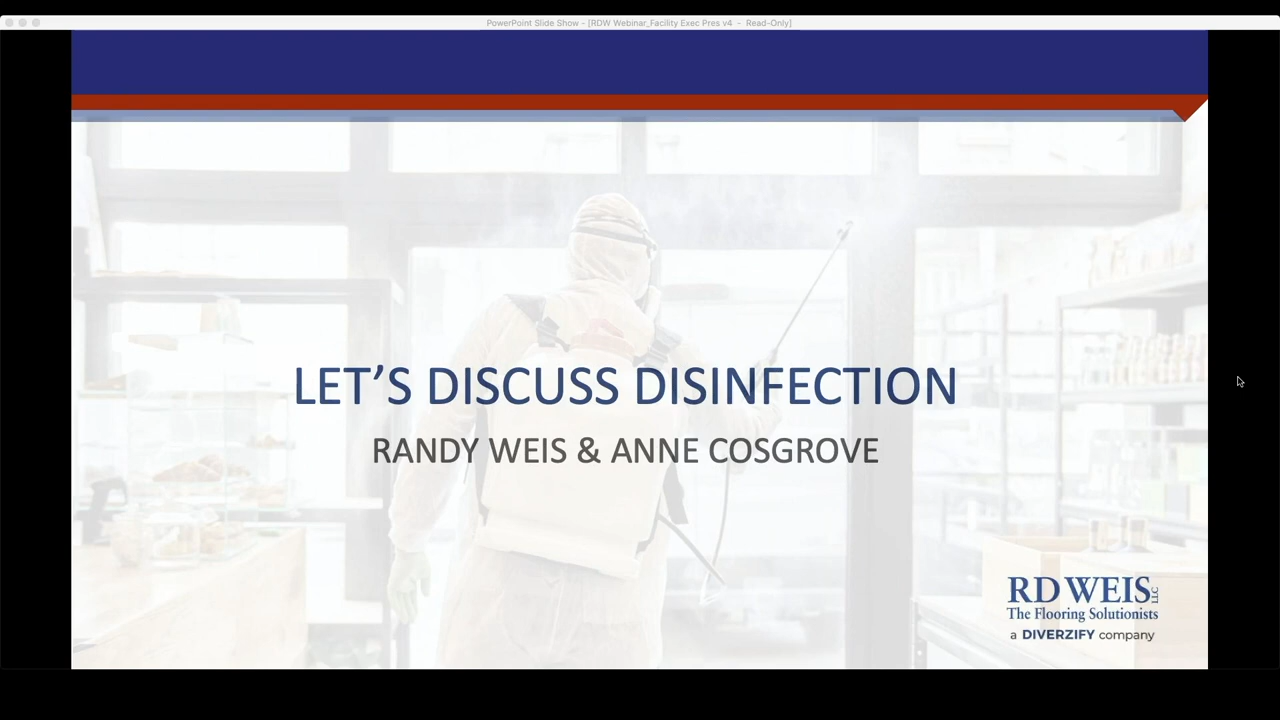 PowerPoint Slide Show - [RDW Webinar_Facility Exec Pres v4 - Read-Only]
LET'S DISCUSS DISINFECTION
RANDY WEIS & ANNE COSGROVE
RD WEIS LLC
The Flooring Solutionists
a DIVERZIFY company